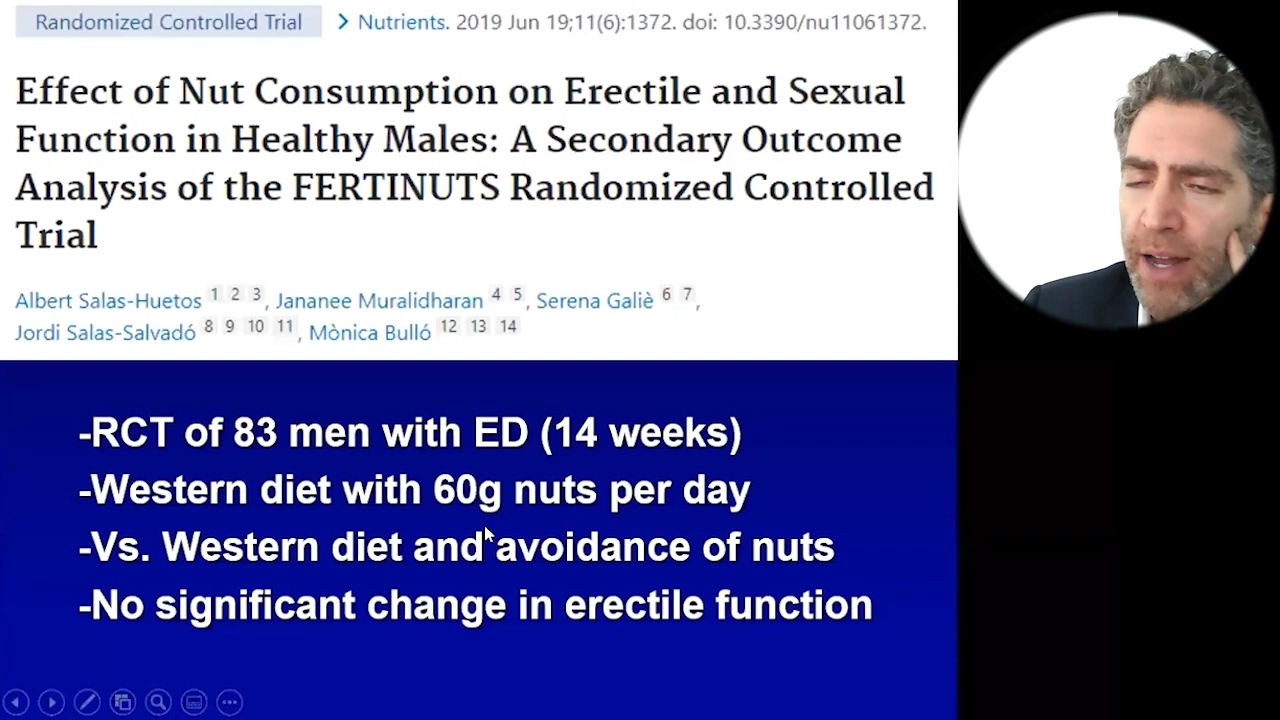 Randomized Controlled Trial > Nutrients. 2019 Jun 19;11(6):1372. doi: 10.3390/nu11061372.
Effect of Nut Consumption on Erectile and Sexual
Function in Healthy Males: A Secondary Outcome
Analysis of the FERTINUTS Randomized Controlled
Trial
Albert Salas-Huetos 1 2 3, Jananee Muralidharan 4 5, Serena Galiè 6 7,
Jordi Salas-Salvadó 8 9 10 11, Mònica Bulló 12 13 14
-RCT of 83 men with ED (14 weeks)
-Western diet with 60g nuts per day
-Vs. Western diet and avoidance of nuts
-No significant change in erectile function